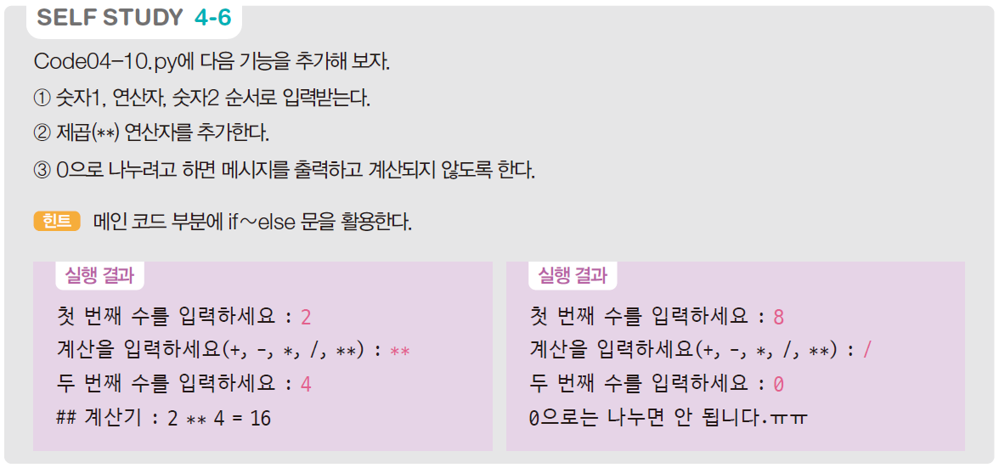 SELF STUDY 4-6
Code04-10.py에 다음 기능을 추가해 보자.
① 숫자1, 연산자, 숫자2 순서로 입력받는다.
② 제곱(**) 연산자를 추가한다.
③ 0으로 나누려고 하면 메시지를 출력하고 계산되지 않도록 한다.
힌트 메인 코드 부분에 if~else 문을 활용한다.
실행 결과
첫 번째 수를 입력하세요 : 2
계산을 입력하세요(+, -, *, /, **) : **
두 번째 수를 입력하세요 : 4
## 계산기 : 2 ** 4 = 16
실행 결과
첫 번째 수를 입력하세요 : 8
계산을 입력하세요(+, -, *, /, **) : /
두 번째 수를 입력하세요 : 0
0으로는 나누면 안 됩니다.ㅠㅠ